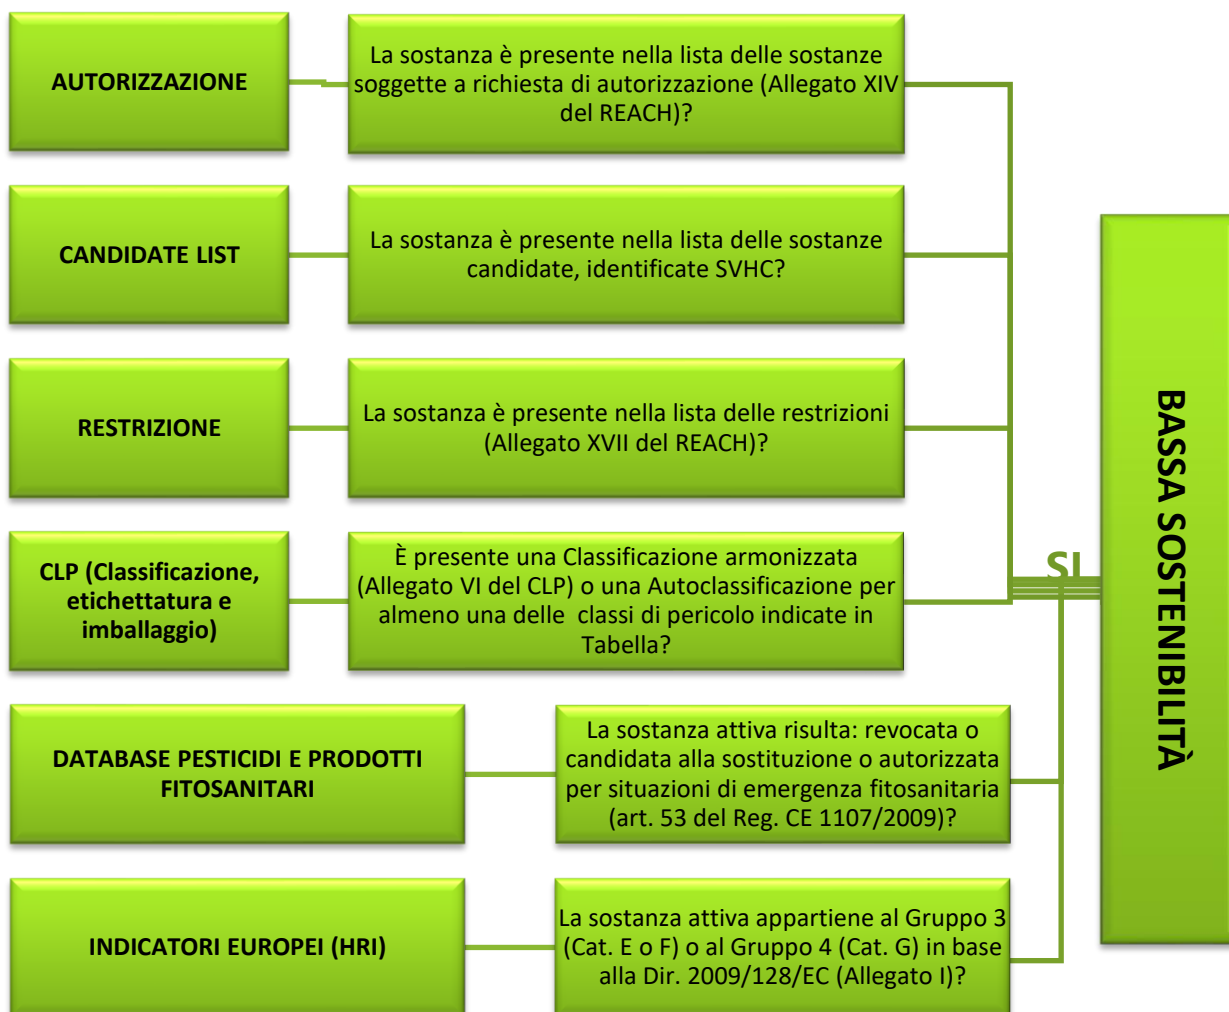 AUTORIZZAZIONE
La sostanza è presente nella lista delle sostanze
soggette a richiesta di autorizzazione (Allegato XIV
del REACH)?
CANDIDATE LIST
La sostanza è presente nella lista delle sostanze
candidate, identificate SVHC?
RESTRIZIONE
La sostanza è presente nella lista delle restrizioni
(Allegato XVII del REACH)?
CLP (Classificazione,
etichettatura e
imballaggio)
È presente una Classificazione armonizzata
(Allegato VI del CLP) o una Autoclassificazione per
almeno una delle classi di pericolo indicate in
Tabella?
DATABASE PESTICIDI E PRODOTTI
FITOSANITARI
La sostanza attiva risulta: revocata o
candidata alla sostituzione o autorizzata
per situazioni di emergenza fitosanitaria
(art. 53 del Reg. CE 1107/2009)?
INDICATORI EUROPEI (HRI)
La sostanza attiva appartiene al Gruppo 3
(Cat. E o F) o al Gruppo 4 (Cat. G) in base
alla Dir. 2009/128/EC (Allegato I)?
SI
BASSA SOSTENIBILITÀ